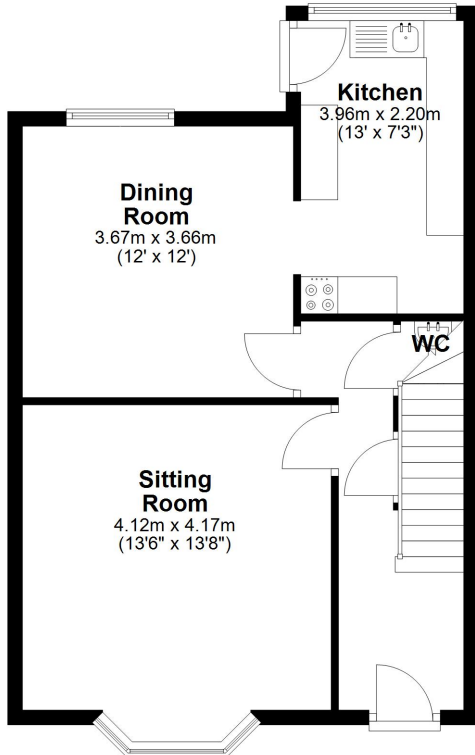 Kitchen
3.96m x 2.20m
(13' x 7'3")
Dining
Room
3.67m x 3.66m
(12' x 12')
WC
Sitting
Room
4.12m x 4.17m
(13'6" x 13'8")